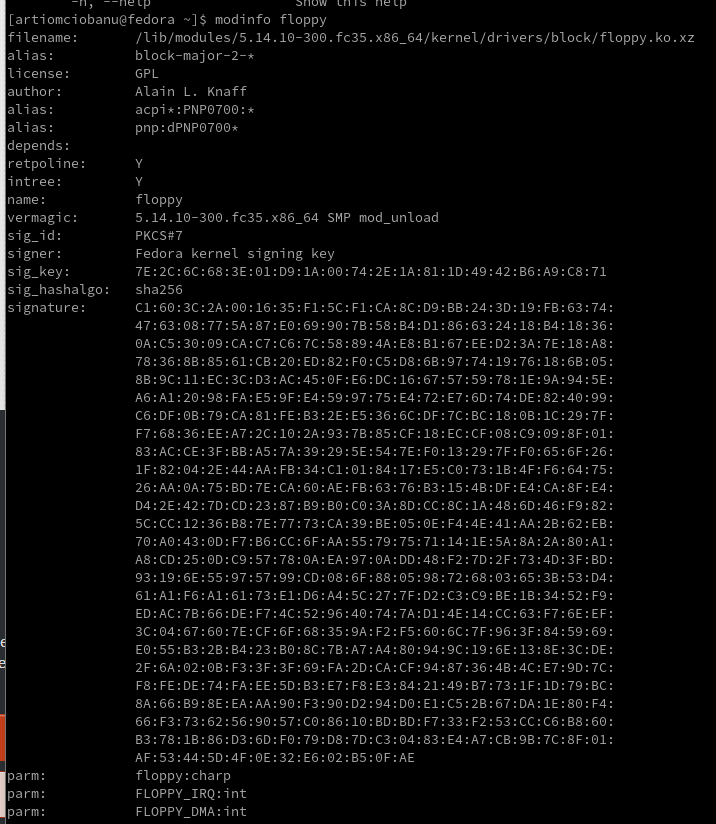 -h, --help Show this help
[artiomciobanu@fedora ~]$ modinfo floppy
filename: /lib/modules/5.14.10-300.fc35.x86_64/kernel/drivers/block/floppy.ko.xz
alias: block-major-2-*
license: GPL
author: Alain L. Knaff
alias: acpi*:PNP0700:*
alias: pnp:dPNP0700*
depends:
retpoline: Y
intree: Y
name: floppy
vermagic: 5.14.10-300.fc35.x86_64 SMP mod_unload
sig_id: PKCS#7
signer: Fedora kernel signing key
sig_key: 7E:2C:6C:68:3E:01:D9:1A:00:74:2E:1A:81:1D:49:42:B6:A9:C8:71
sig_hashalgo: sha256
signature: C1:60:3C:2A:00:16:35:F1:5C:F1:CA:8C:D9:BB:24:3D:19:FB:63:74:
47:63:08:77:5A:87:E0:69:90:7B:58:B4:D1:86:63:24:18:B4:18:36:
0A:C5:30:09:CA:C7:C6:7C:58:89:4A:E8:B1:67:EE:D2:3A:7E:18:A8:
78:36:8B:85:61:CB:20:ED:82:F0:C5:D8:6B:97:74:19:76:18:6B:05:
8B:9C:11:EC:3C:D3:AC:45:0F:E6:DC:16:67:57:59:78:1E:9A:94:5E:
A6:A1:20:98:FA:E5:9F:E4:59:97:75:E4:72:E7:6D:74:DE:82:40:99:
C6:DF:0B:79:CA:81:FE:B3:2E:E5:36:6C:DF:7C:BC:18:0B:1C:29:7F:
F7:68:36:EE:A7:2C:10:2A:93:7B:85:CF:18:EC:CF:08:C9:09:8F:01:
83:AC:CE:3F:BB:A5:7A:39:29:5E:54:7E:F0:13:29:7F:F0:65:6F:26:
1F:82:04:2E:44:AA:FB:34:C1:01:84:17:E5:C0:73:1B:4F:F6:64:75:
26:AA:0A:75:BD:7E:CA:60:AE:FB:63:76:B3:15:4B:DF:E4:CA:8F:E4:
D4:2E:42:7D:CD:23:87:B9:B0:C0:3A:8D:CC:8C:1A:48:6D:46:F9:82:
5C:CC:12:36:B8:7E:77:73:CA:39:BE:05:0E:F4:4E:41:AA:2B:62:EB:
70:A0:43:0D:F7:B6:CC:6F:AA:55:79:75:71:14:1E:5A:8A:2A:80:A1:
A8:CD:25:0D:C9:57:78:0A:EA:97:0A:DD:48:F2:7D:2F:73:4D:3F:BD:
93:19:6E:55:97:57:99:CD:08:6F:88:05:98:72:68:03:65:3B:53:D4:
61:A1:F6:A1:61:73:E1:D6:A4:5C:27:7F:D2:C3:C9:BE:1B:34:52:F9:
ED:AC:7B:66:DE:F7:4C:52:96:40:74:7A:D1:4E:14:CC:63:F7:6E:EF:
3C:04:67:60:7E:CF:6F:68:35:9A:F2:F5:60:6C:7F:96:3F:84:59:69:
E0:55:B3:2B:B4:23:B0:8C:7B:A7:A4:80:94:9C:19:6E:13:8E:3C:DE:
2F:6A:02:0B:F3:3F:3F:69:FA:2D:CA:CF:94:87:36:4B:4C:E7:9D:7C:
F8:FE:DE:74:FA:EE:5D:B3:E7:F8:E3:84:21:49:B7:73:1F:1D:79:BC:
8A:66:B9:8E:EA:AA:90:F3:90:D2:94:D0:E1:C5:2B:67:DA:1E:80:F4:
66:F3:73:62:56:90:57:C0:86:10:BD:BD:F7:33:F2:53:CC:C6:B8:60:
B3:78:1B:86:D3:6D:F0:79:D8:7D:C3:04:83:E4:A7:CB:9B:7C:8F:01:
AF:53:44:5D:4F:0E:32:E6:02:B5:0F:AE
parm: floppy:charp
parm: FLOPPY_IRQ:int
parm: FLOPPY_DMA:int